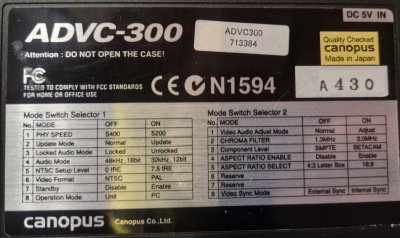 DC 5V IN
ADVC-300
ADVC300
713384
Quality Checked
canopus
Made in Japan
Attention : DO NOT OPEN THE CASE!
FC
TESTED TO COMPLY WITH FCC STANDARDS
FOR HOME OR OFFICE USE
CE N1594
A430
Mode Switch Selector 1
NO. MODE OFF ON
1 PHY SPEED S400 S200
2 Update Mode Normal Update
3 Locked Audio Mode Locked Unlocked
4 Audio Mode 48kHz, 16bit 32kHz, 12bit
5 NTSC Setup Level 0 IRE 7.5 IRE
6 Video Format NTSC PAL
7 Standby Disable Enable
8 Operation Mode Unit PC
Mode Switch Selector 2
NO. MODE OFF ON
1 Video Audio Adjust Mode Normal Adjust
2 CHROMA FILTER 1.3MHz 2.0MHz
3 Component Level SMPTE BETACAM
4 ASPECT RATIO ENABLE Disable Enable
5 ASPECT RATIO SELECT 4:3 Letter Box 16:9
6 Reserve
7 Reserve
8 Video Sync Mode External Sync Internal Sync
canopus Canopus Co., Ltd.